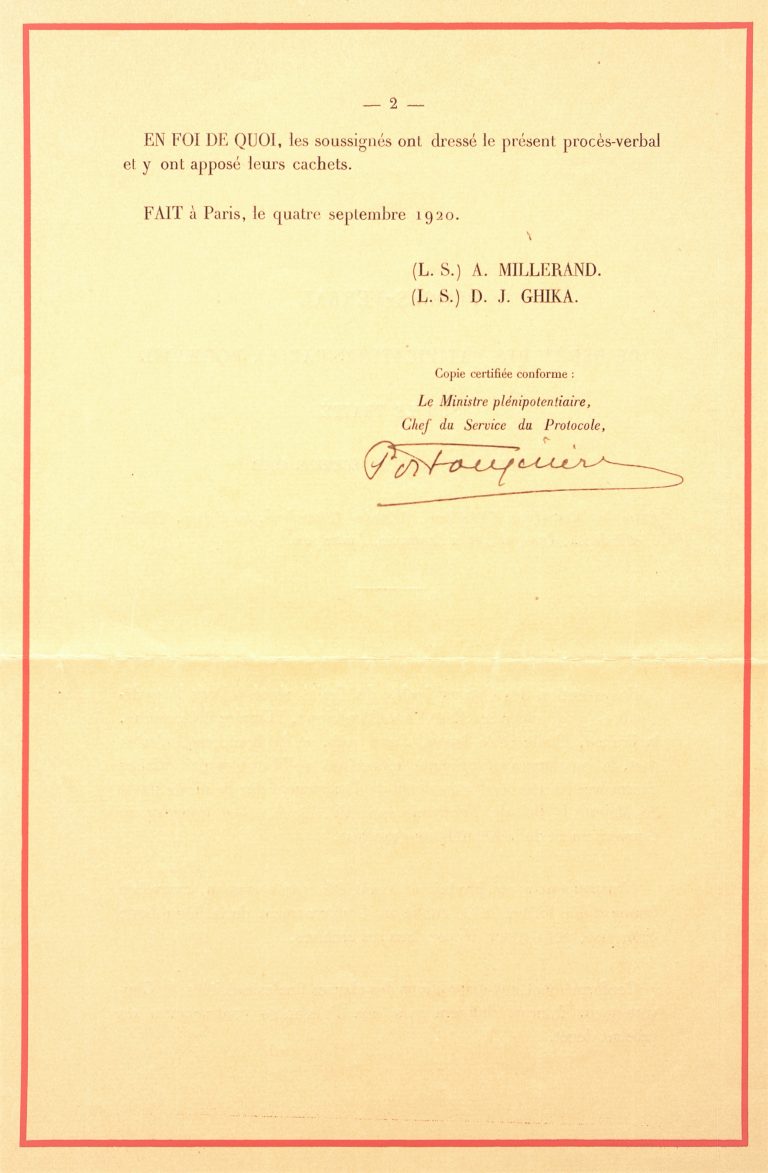 — 2 —
EN FOI DE QUOI, les soussignés ont dressé le présent procès-verbal
et y ont apposé leurs cachets.
FAIT à Paris, le quatre septembre 1920.
(L. S.) A. MILLERAND.
(L. S.) D. J. GHIKA.
Copie certifiée conforme :
Le Ministre plénipotentiaire,
Chef du Service du Protocole,